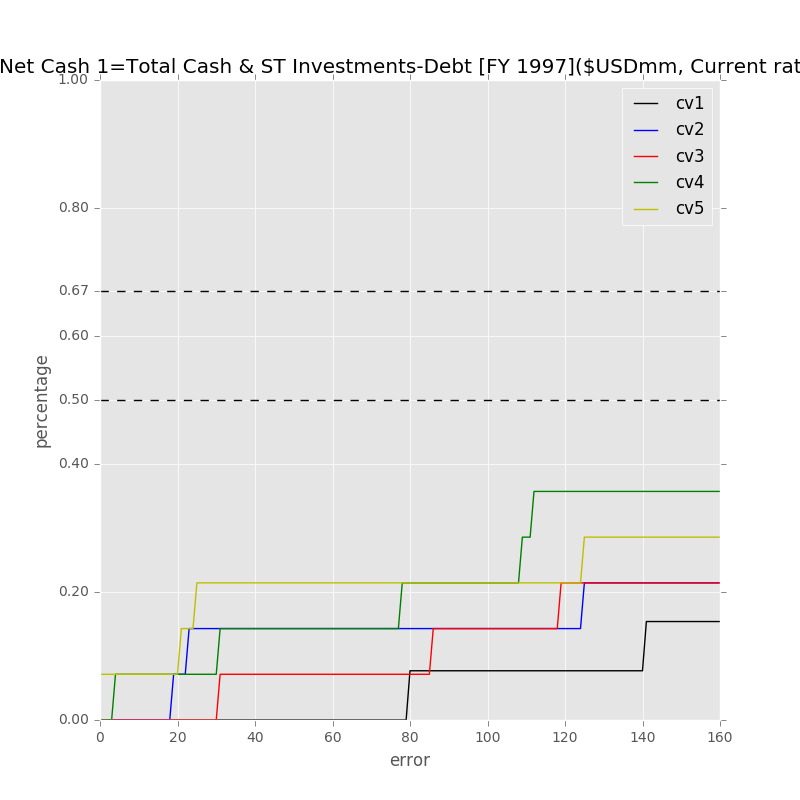 Net Cash 1=Total Cash & ST Investments-Debt [FY 1997]($USDmm, Current rat
1.00
cv1
cv2
cv3
cv4
cv5
0.80
0.67
0.60
0.50
0.40
0.20
0.00
percentage
0 20 40 60 80 100 120 140 160
error